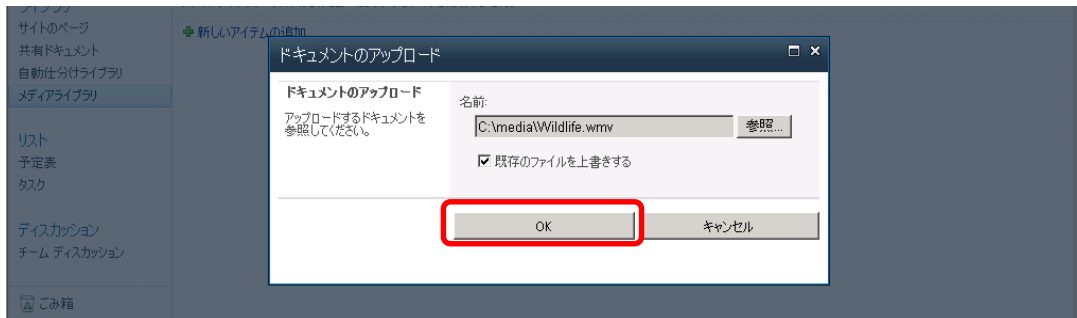 ライブラリ
サイトのページ
共有ドキュメント
自動仕分けライブラリ
メディアライブラリ
リスト
予定表
タスク
ディスカッション
チーム ディスカッション
ごみ箱
新しいアイテムの追加
ドキュメントのアップロード
ドキュメントのアップロード
アップロードするドキュメントを
参照してください。
名前:
C:\media\Wildlife.wmv
参照...
既存のファイルを上書きする
OK
キャンセル